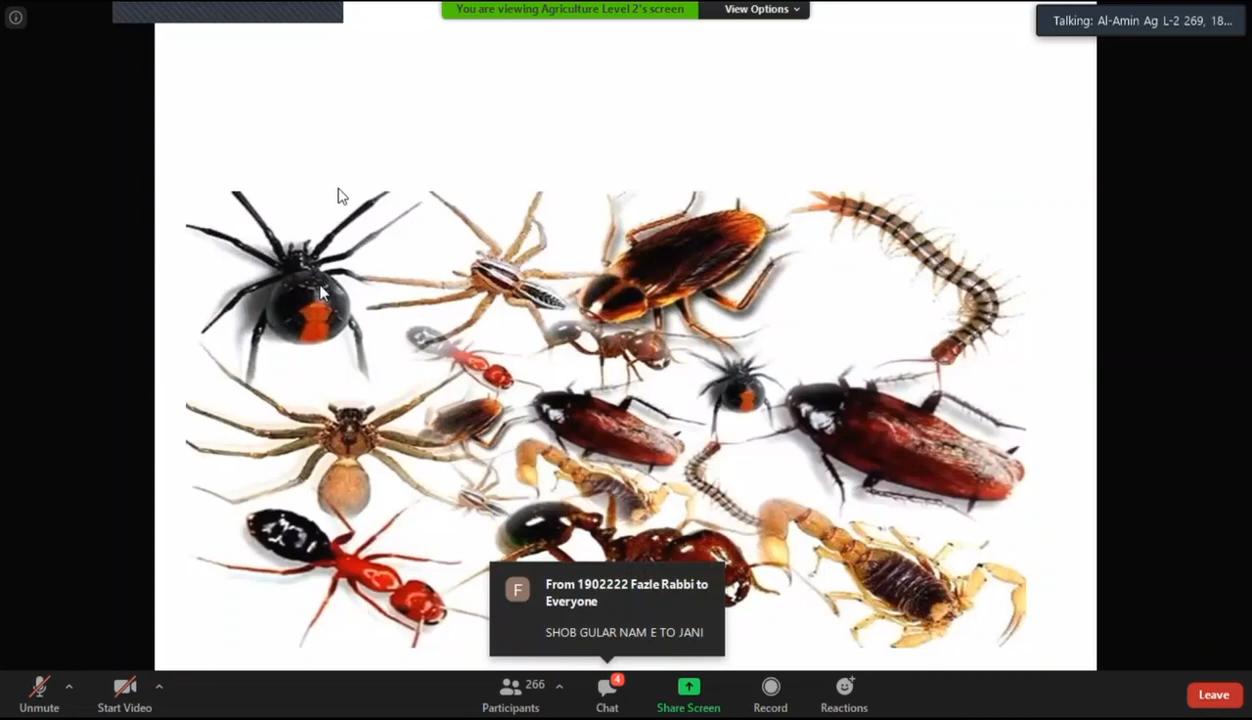 You are viewing Agriculture Level 2's screen
View Options
Talking: Al-Amin Ag L-2 269, 18...
F
From 1902222 Fazle Rabbi to
Everyone
SHOB GULAR NAM E TO JANI
Unmute
Start Video
266
Participants
4
Chat
Share Screen
Record
Reactions
Leave